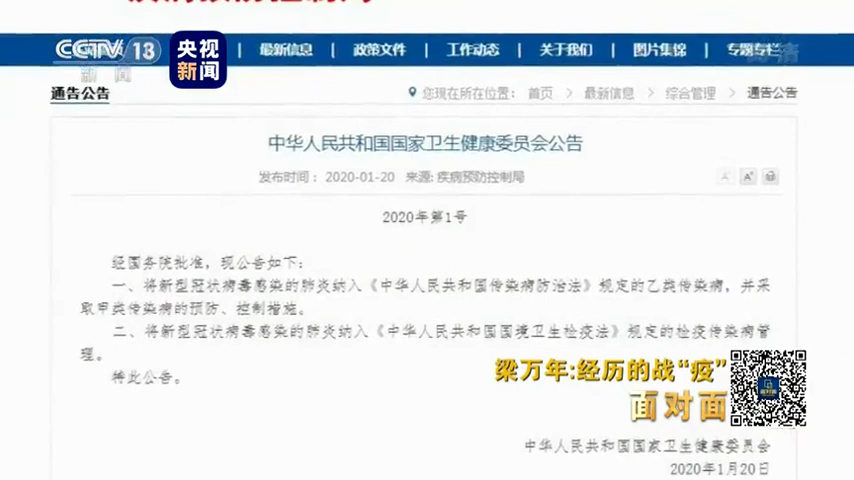 CCTV 13
新闻
央视
新闻
最新信息 | 政策文件 | 工作动态 | 关于我们 | 图片集锦 | 专题专栏
通告公告
您现在所在位置： 首页 > 最新信息 > 综合管理 > 通告公告
中华人民共和国国家卫生健康委员会公告
发布时间： 2020-01-20 来源: 疾病预防控制局
2020年第1号
经国务院批准，现公告如下：
一、将新型冠状病毒感染的肺炎纳入《中华人民共和国传染病防治法》规定的乙类传染病，并采
取甲类传染病的预防、控制措施。
二、将新型冠状病毒感染的肺炎纳入《中华人民共和国国境卫生检疫法》规定的检疫传染病管
理。
特此公告。
梁万年:经历的战“疫”
面对面
中华人民共和国国家卫生健康委员会
2020年1月20日